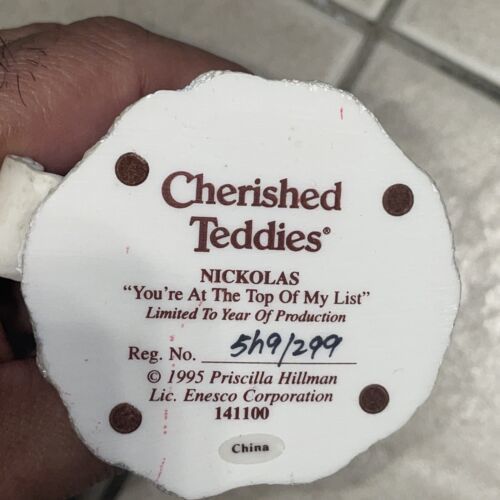 Cherished
Teddies®
NICKOLAS
"You're At The Top Of My List"
Limited To Year Of Production
Reg. No. 5h9/299
© 1995 Priscilla Hillman
Lic. Enesco Corporation
141100
China